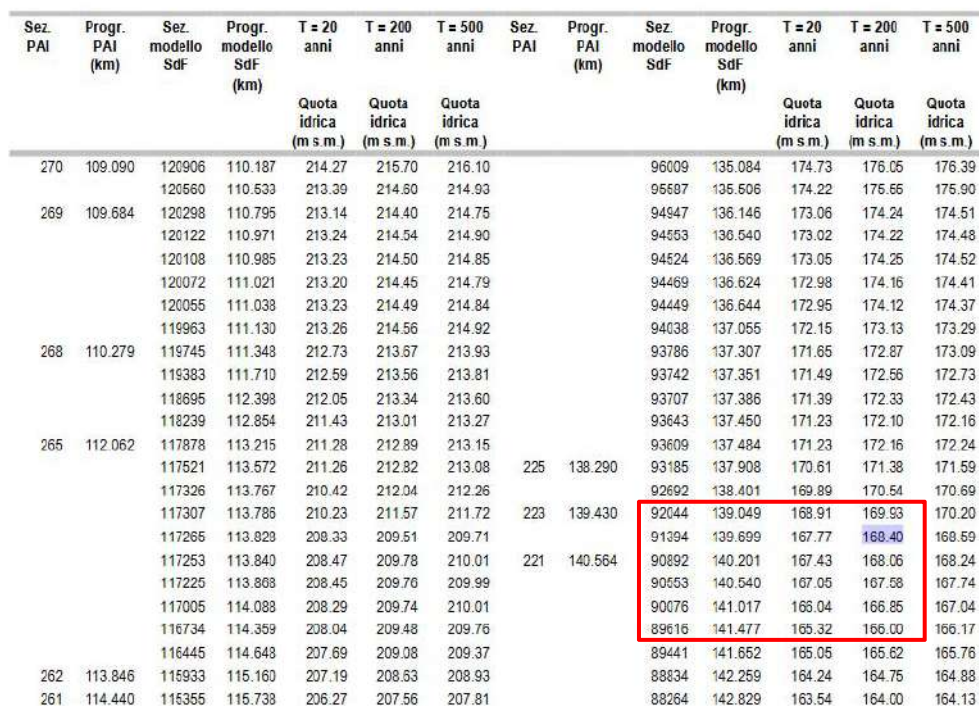 Sez. PAI Progr. PAI (km) Sez. modello SdF Progr. modello SdF (km) T = 20 anni T = 200 anni T = 500 anni Sez. PAI Progr. PAI (km) Sez. modello SdF Progr. modello SdF (km) T = 20 anni T = 200 anni T = 500 anni
Quota idrica (m s.m.) Quota idrica (m s.m.) Quota idrica (m s.m.) Quota idrica (m s.m.) Quota idrica (m s.m.) Quota idrica (m s.m.)
270 109.090 120906 110.187 214.27 215.70 216.10 96009 135.084 174.73 176.05 176.39
120560 110.533 213.39 214.60 214.93 95587 135.506 174.22 175.55 175.90
269 109.684 120298 110.795 213.14 214.40 214.75 94947 136.146 173.06 174.24 174.51
120122 110.971 213.24 214.54 214.90 94553 136.540 173.02 174.22 174.48
120108 110.985 213.23 214.50 214.85 94524 136.569 173.05 174.25 174.52
120072 111.021 213.20 214.45 214.79 94469 136.624 172.98 174.16 174.41
120055 111.038 213.23 214.49 214.84 94449 136.644 172.95 174.12 174.37
119963 111.130 213.26 214.56 214.92 94038 137.055 172.15 173.13 173.29
268 110.279 119745 111.348 212.73 213.67 213.93 93786 137.307 171.65 172.87 173.09
119383 111.710 212.59 213.56 213.81 93742 137.351 171.49 172.56 172.73
118695 112.398 212.05 213.34 213.60 93707 137.386 171.39 172.33 172.43
118239 112.854 211.43 213.01 213.27 93643 137.450 171.23 172.10 172.16
265 112.062 117878 113.215 211.28 212.89 213.15 93609 137.484 171.23 172.16 172.24
117521 113.572 211.26 212.82 213.08 225 138.290 93185 137.908 170.61 171.38 171.59
117326 113.767 210.42 212.04 212.26 92692 138.401 169.89 170.54 170.69
117307 113.786 210.23 211.57 211.72 223 139.430 92044 139.049 168.91 169.93 170.20
117265 113.828 208.33 209.51 209.71 91394 139.699 167.77 168.40 168.59
117253 113.840 208.47 209.78 210.01 221 140.564 90892 140.201 167.43 168.06 168.24
117225 113.868 208.45 209.76 209.99 90553 140.540 167.05 167.58 167.74
117005 114.088 208.29 209.74 210.01 90076 141.017 166.04 166.85 167.04
116734 114.359 208.04 209.48 209.76 89616 141.477 165.32 166.00 166.17
116445 114.648 207.69 209.08 209.37 89441 141.652 165.05 165.62 165.76
262 113.846 115933 115.160 207.19 208.63 208.93 88834 142.259 164.24 164.75 164.88
261 114.440 115355 115.738 206.27 207.56 207.81 88264 142.829 163.54 164.00 164.13